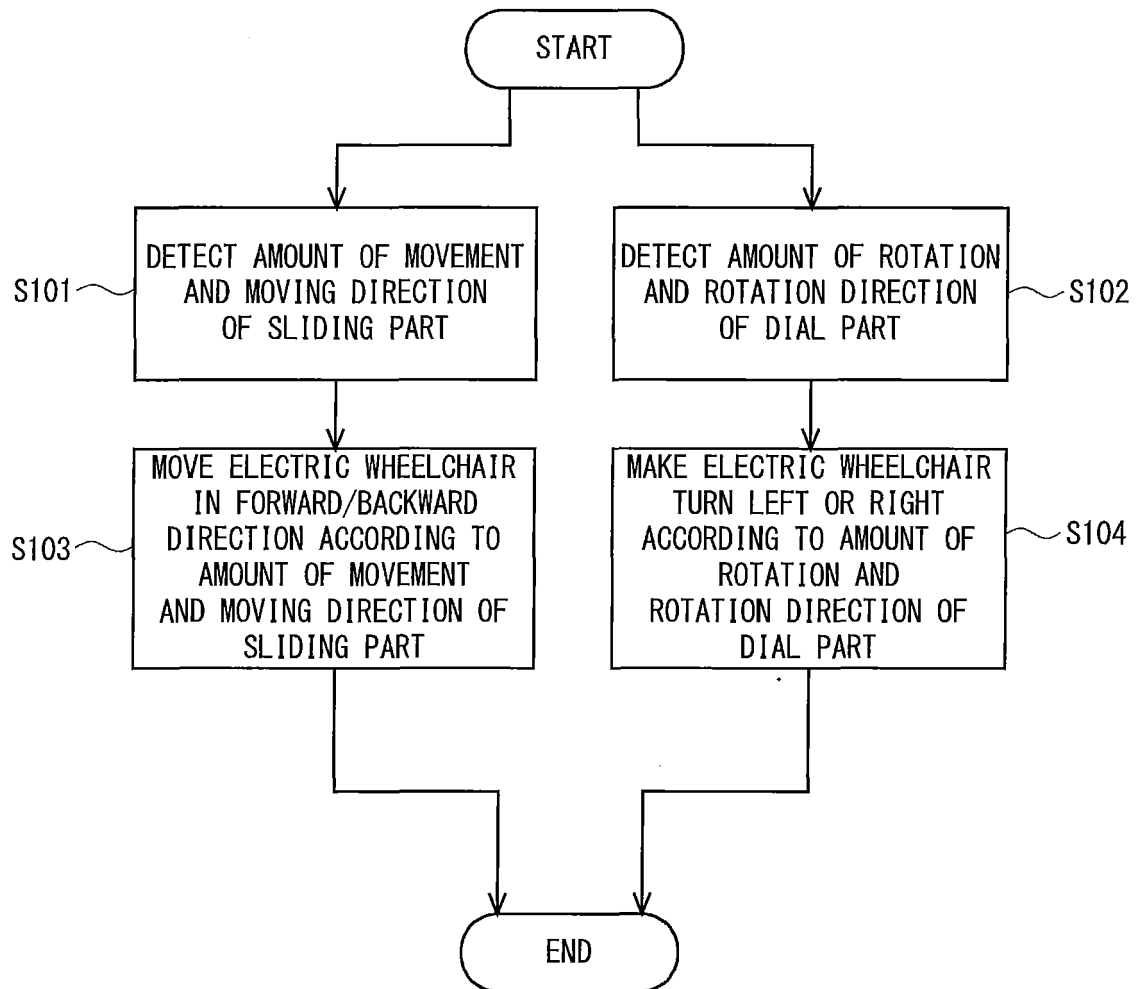 START
DETECT AMOUNT OF MOVEMENT
AND MOVING DIRECTION
OF SLIDING PART
S101
DETECT AMOUNT OF ROTATION
AND ROTATION DIRECTION
OF DIAL PART
S102
MOVE ELECTRIC WHEELCHAIR
IN FORWARD/BACKWARD
DIRECTION ACCORDING TO
AMOUNT OF MOVEMENT
AND MOVING DIRECTION OF
SLIDING PART
S103
MAKE ELECTRIC WHEELCHAIR
TURN LEFT OR RIGHT
ACCORDING TO AMOUNT OF
ROTATION AND
ROTATION DIRECTION OF
DIAL PART
S104
END